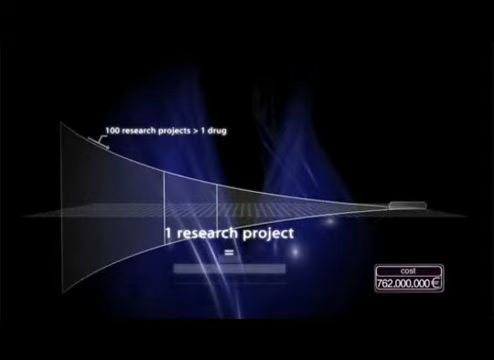 100 research projects > 1 drug
1 research project
=
cost
762.000.000 €